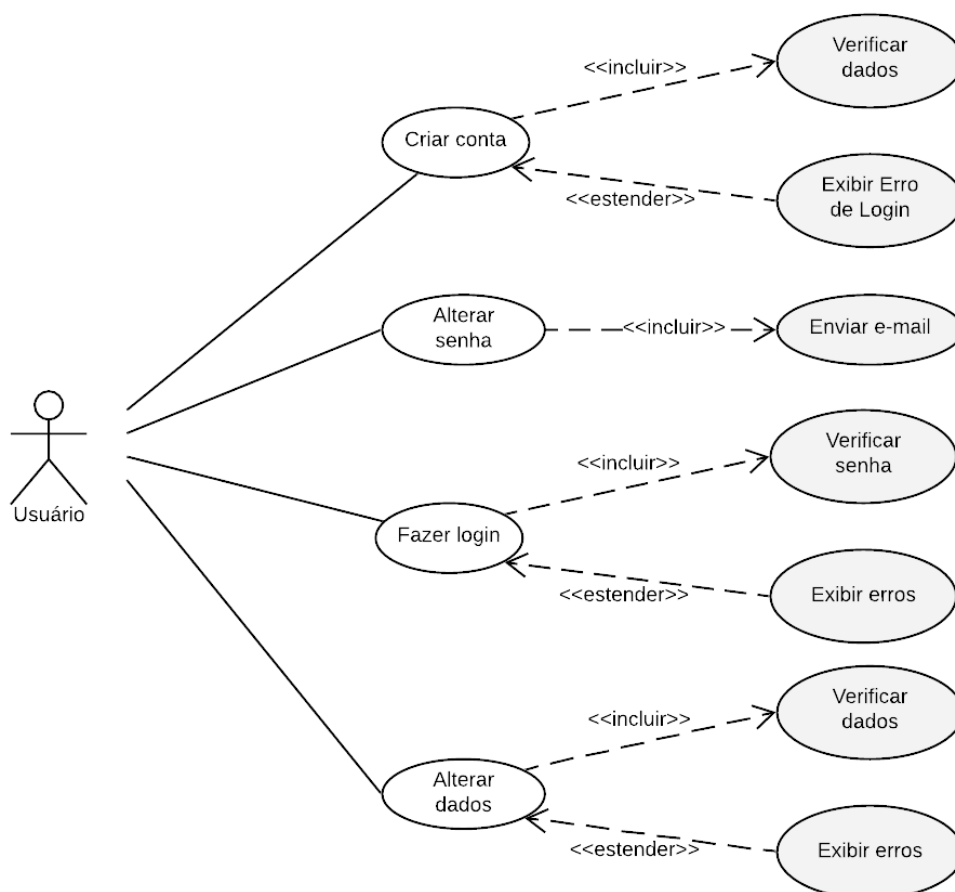 Verificar
dados
<<incluir>>
Criar conta
<<estender>>
Exibir Erro
de Login
Alterar
senha
<<incluir>>
Enviar e-mail
Usuário
Verificar
senha
<<incluir>>
Fazer login
<<estender>>
Exibir erros
Verificar
dados
<<incluir>>
Alterar
dados
<<estender>>
Exibir erros